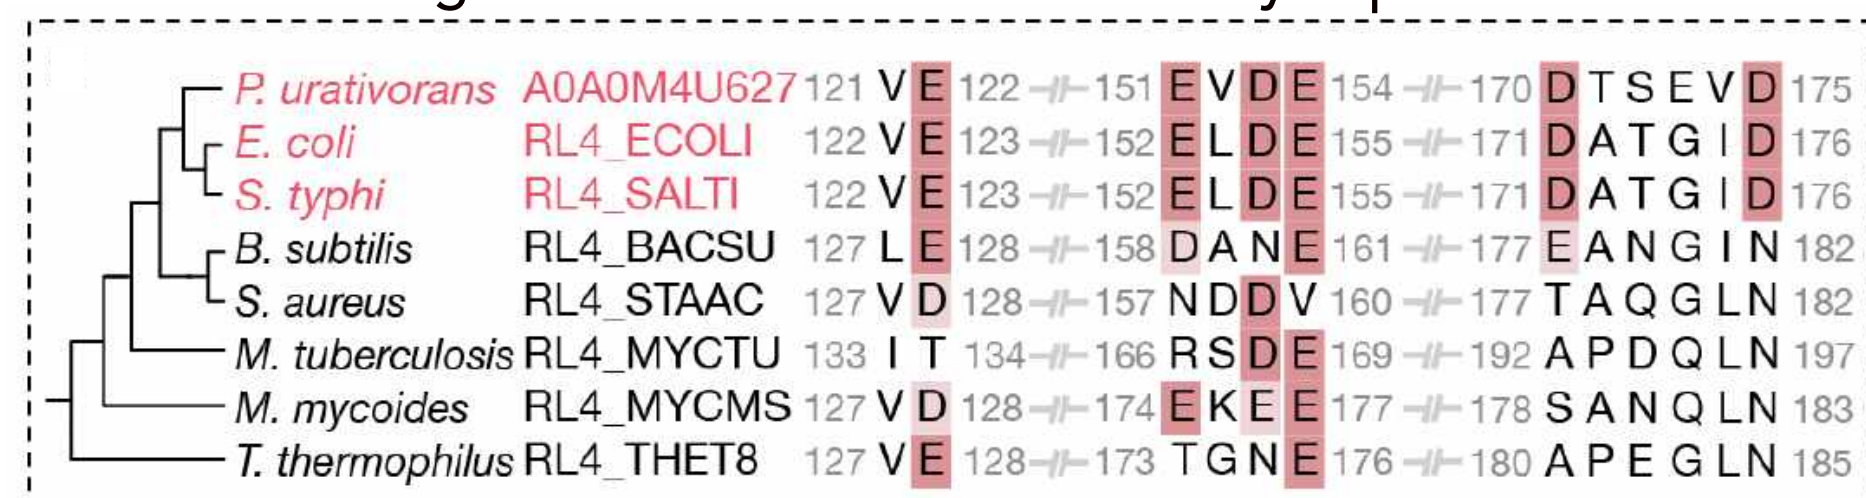 P. urativorans A0A0M4U627 121 V E 122 151 E V D E 154 170 D T S E V D 175
E. coli RL4_ECOLI 122 V E 123 152 E L D E 155 171 D A T G I D 176
S. typhi RL4_SALTI 122 V E 123 152 E L D E 155 171 D A T G I D 176
B. subtilis RL4_BACSU 127 L E 128 158 D A N E 161 177 E A N G I N 182
S. aureus RL4_STAAC 127 V D 128 157 N D D V 160 177 T A Q G L N 182
M. tuberculosis RL4_MYCTU 133 I T 134 166 R S D E 169 192 A P D Q L N 197
M. mycoides RL4_MYCMS 127 V D 128 174 E K E E 177 178 S A N Q L N 183
T. thermophilus RL4_THET8 127 V E 128 173 T G N E 176 180 A P E G L N 185